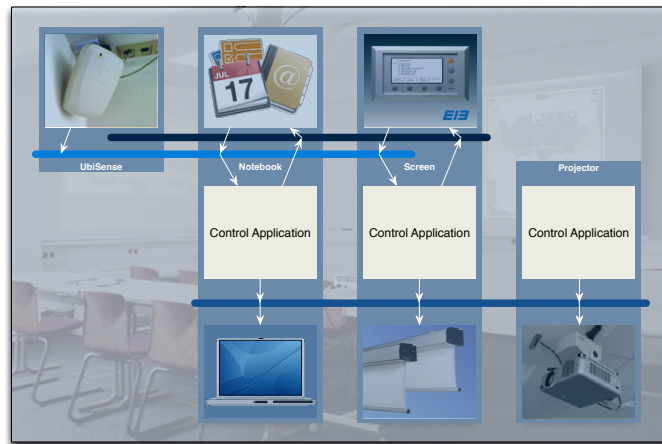 JUL
17
@
EIB
UbiSense
Notebook
Screen
Projector
Control Application
Control Application
Control Application